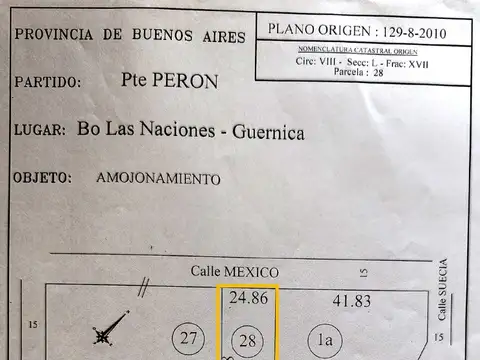 PROVINCIA DE BUENOS AIRES
PLANO ORIGEN : 129-8-2010
NOMENCLATURA CATASTRAL ORIGEN
Circ: VIII - Secc: L - Frac: XVII
Parcela : 28
PARTIDO: Pte PERON
LUGAR: Bo Las Naciones - Guernica
OBJETO: AMOJONAMIENTO
Calle MEXICO
15
Calle SUECIA
24.86
41.83
15
27
28
1a
15